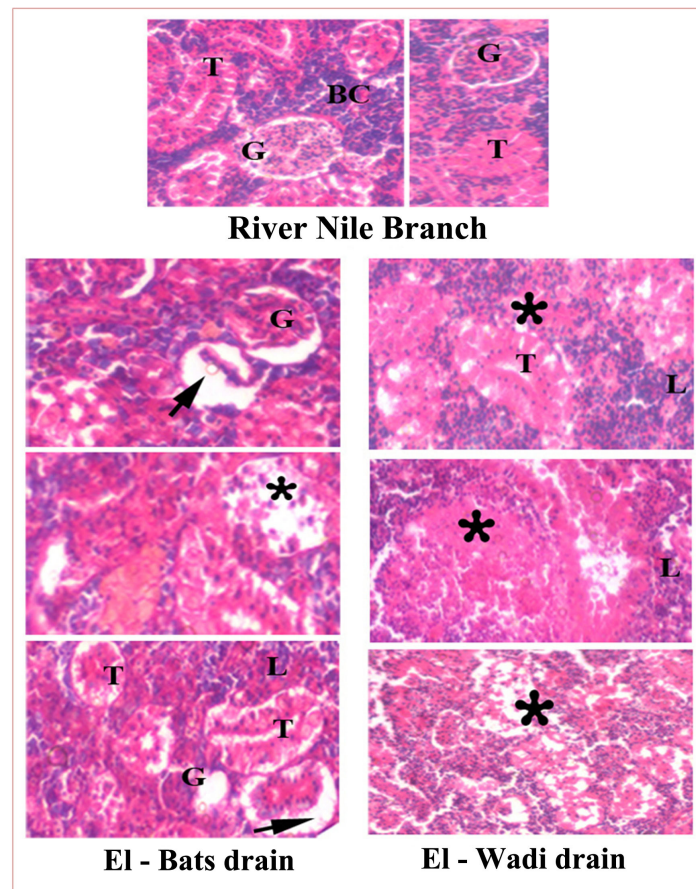 T
BC
G
G
T
River Nile Branch
G
*
T
L
*
*
L
T
L
T
G
*
El - Bats drain
El - Wadi drain